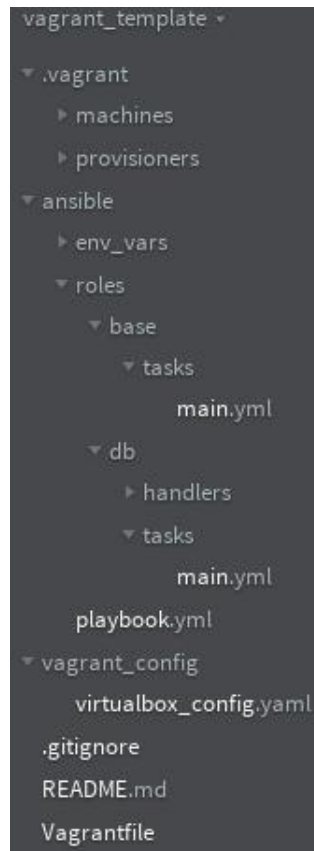 vagrant_template
.vagrant
machines
provisioners
ansible
env_vars
roles
base
tasks
main.yml
db
handlers
tasks
main.yml
playbook.yml
vagrant_config
virtualbox_config.yaml
.gitignore
README.md
Vagrantfile